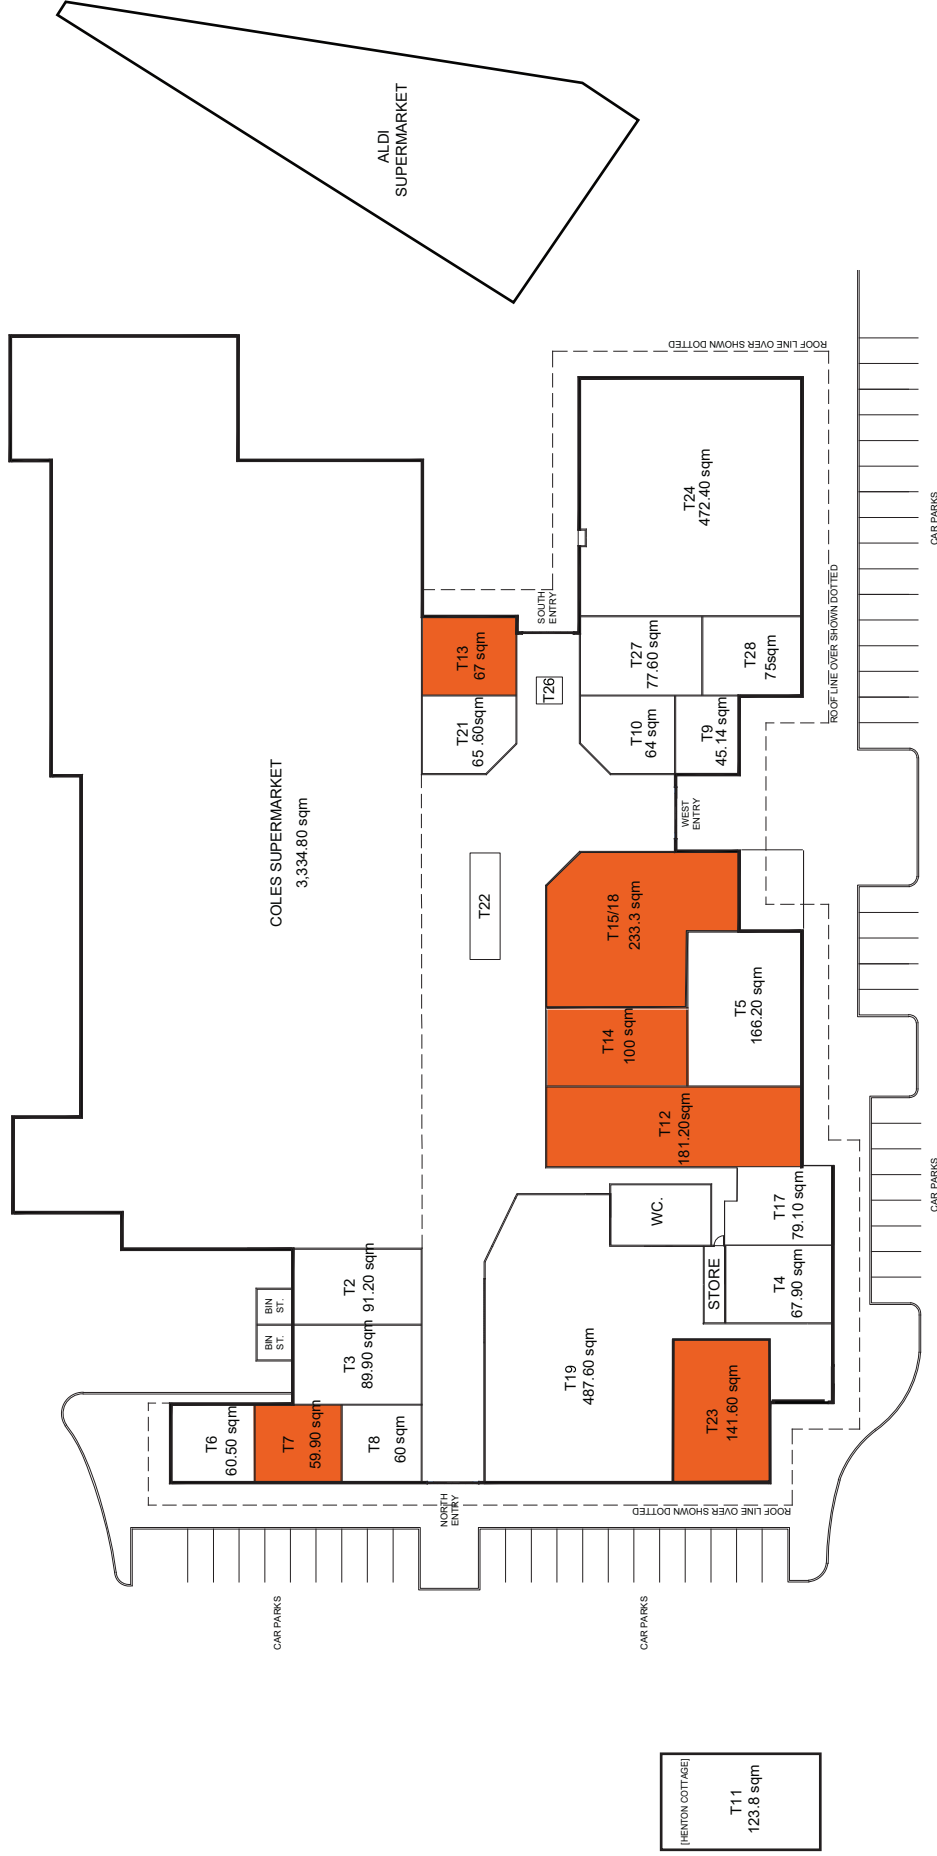 ALDI
SUPERMARKET
ROOF LINE OVER SHOWN DOTTED
T24
472.40 sqm
CAR PARKS
SOUTH
ENTRY
ROOF LINE OVER SHOWN DOTTED
T13
67 sqm
T27
77.60 sqm
T28
75sqm
T26
T21
65 .60sqm
T10
64 sqm
T9
45.14 sqm
COLES SUPERMARKET
3,334.80 sqm
WEST
ENTRY
T22
T15/18
233.3 sqm
T5
166.20 sqm
T14
100 sqm
T12
181.20sqm
WC.
T17
79.10 sqm
CAR PARKS
T2
91.20 sqm
BIN
ST.
BIN
ST.
STORE
T4
67.90 sqm
T3
89.90 sqm
T19
487.60 sqm
T23
141.60 sqm
T6
60.50 sqm
T7
59.90 sqm
T8
60 sqm
NORTH
ENTRY
ROOF LINE OVER SHOWN DOTTED
CAR PARKS
CAR PARKS
[HENTON COTTAGE]
T11
123.8 sqm